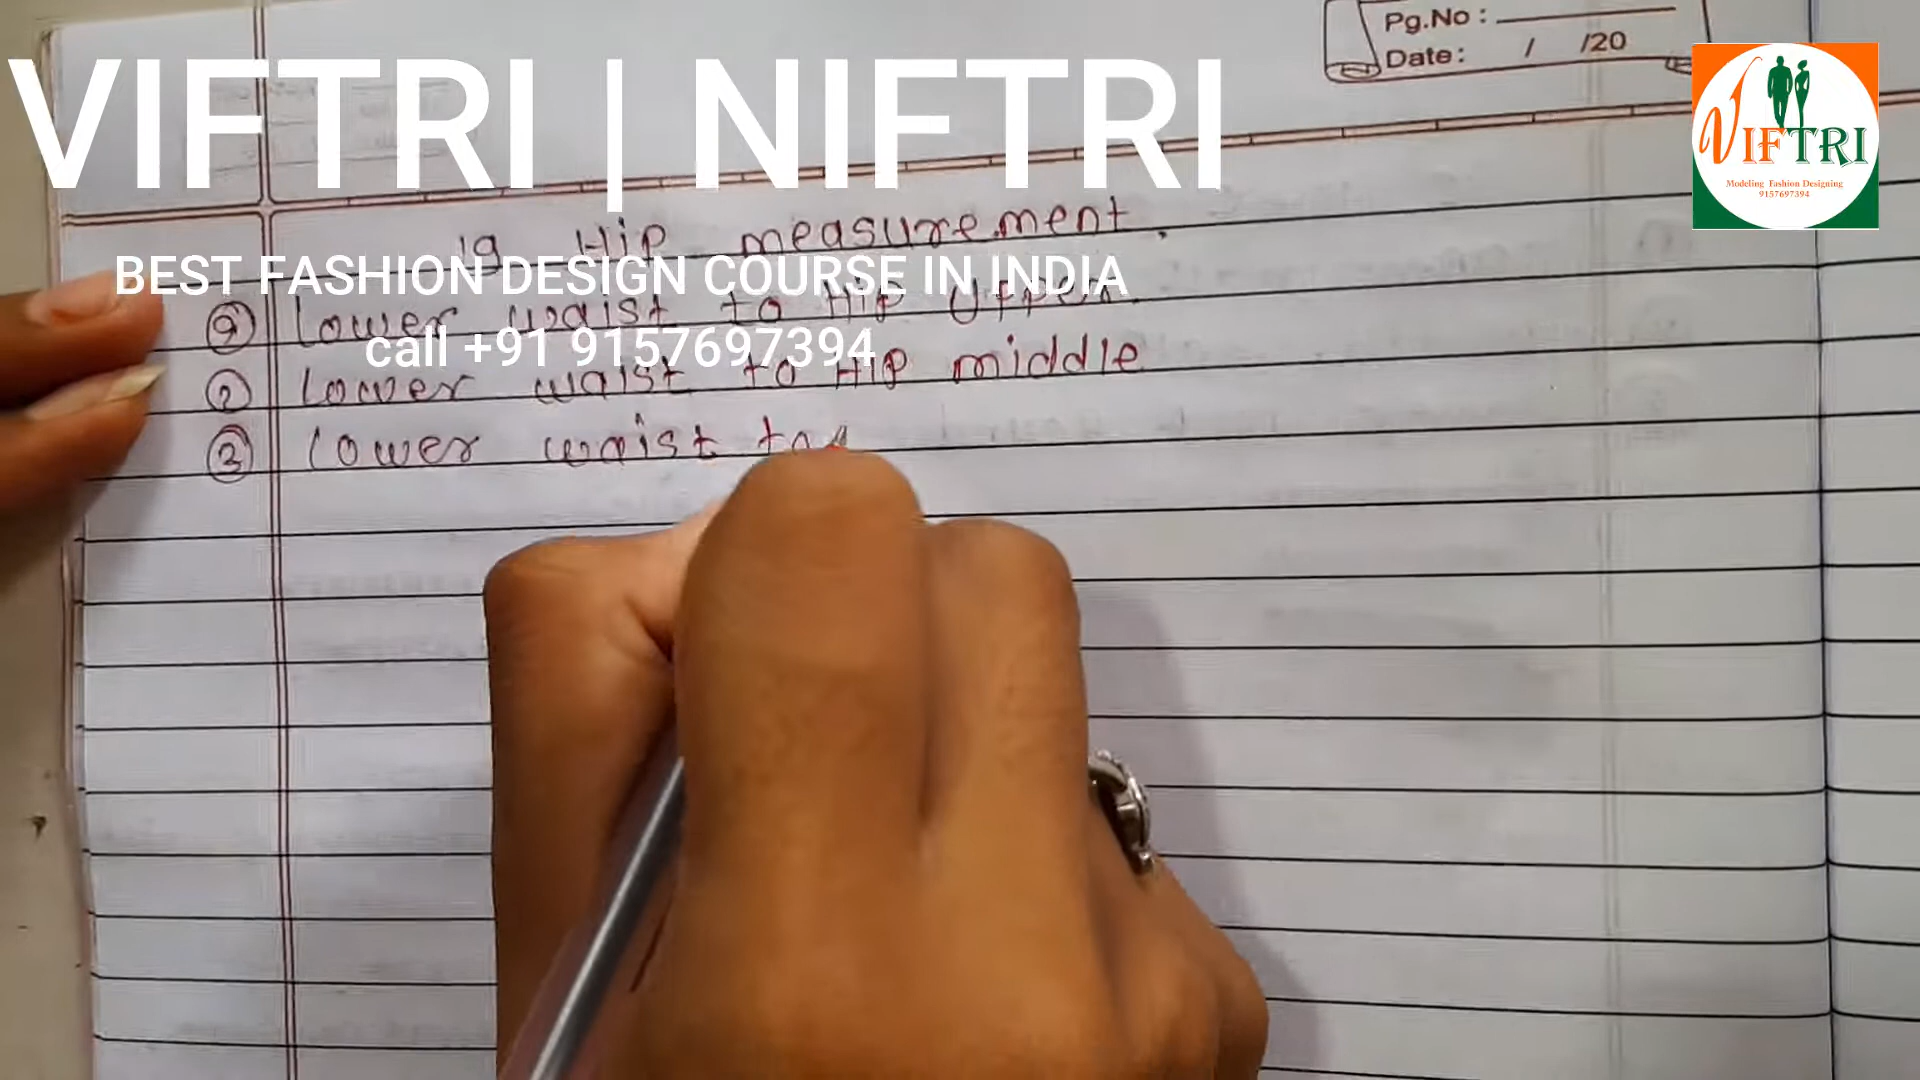 Pg.No :
Date: / /20
VIFTRI | NIFTRI
VIFTRI
Modeling Fashion Designing
9157697394
19 Hip measurement.
BEST FASHION DESIGN COURSE IN INDIA
lower waist to Hip Upper.
call +91 9157697394
② lower waist to Hip middle
③ lower waist to